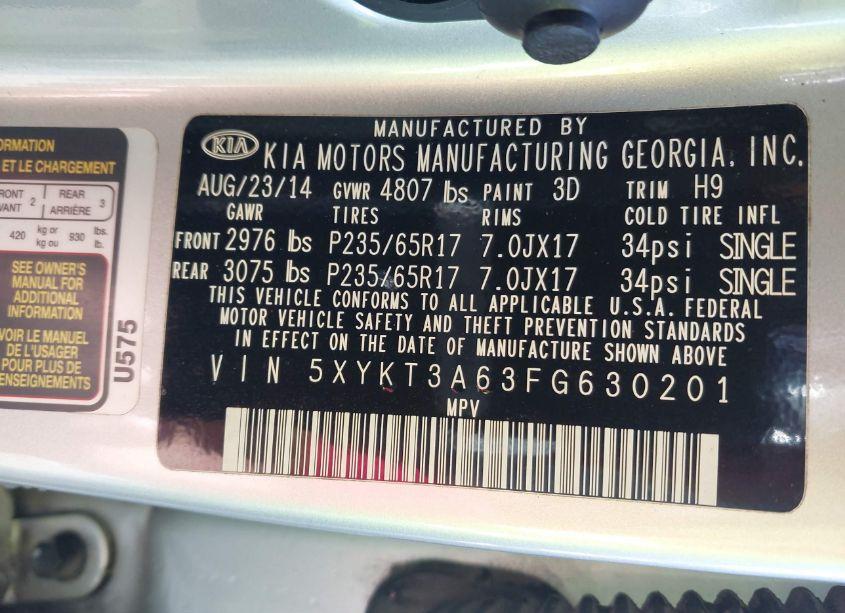 ORMATION
E ET LE CHARGEMENT
FRONT 2 REAR 3
VANT ARRIÈRE
420 kg or 930 lbs.
kg ou lb.
SEE OWNER'S
MANUAL FOR
ADDITIONAL
INFORMATION
VOIR LE MANUEL
DE L'USAGER
POUR PLUS DE
RENSEIGNEMENTS
U575
MANUFACTURED BY
KIA KIA MOTORS MANUFACTURING GEORGIA, INC.
AUG/23/14 GVWR 4807 lbs PAINT 3D TRIM H9
GAWR TIRES RIMS COLD TIRE INFL
FRONT 2976 lbs P235/65R17 7.0JX17 34psi SINGLE
REAR 3075 lbs P235/65R17 7.0JX17 34psi SINGLE
THIS VEHICLE CONFORMS TO ALL APPLICABLE U.S.A. FEDERAL
MOTOR VEHICLE SAFETY AND THEFT PREVENTION STANDARDS
IN EFFECT ON THE DATE OF MANUFACTURE SHOWN ABOVE
VIN 5XYKT3A63FG630201
MPV